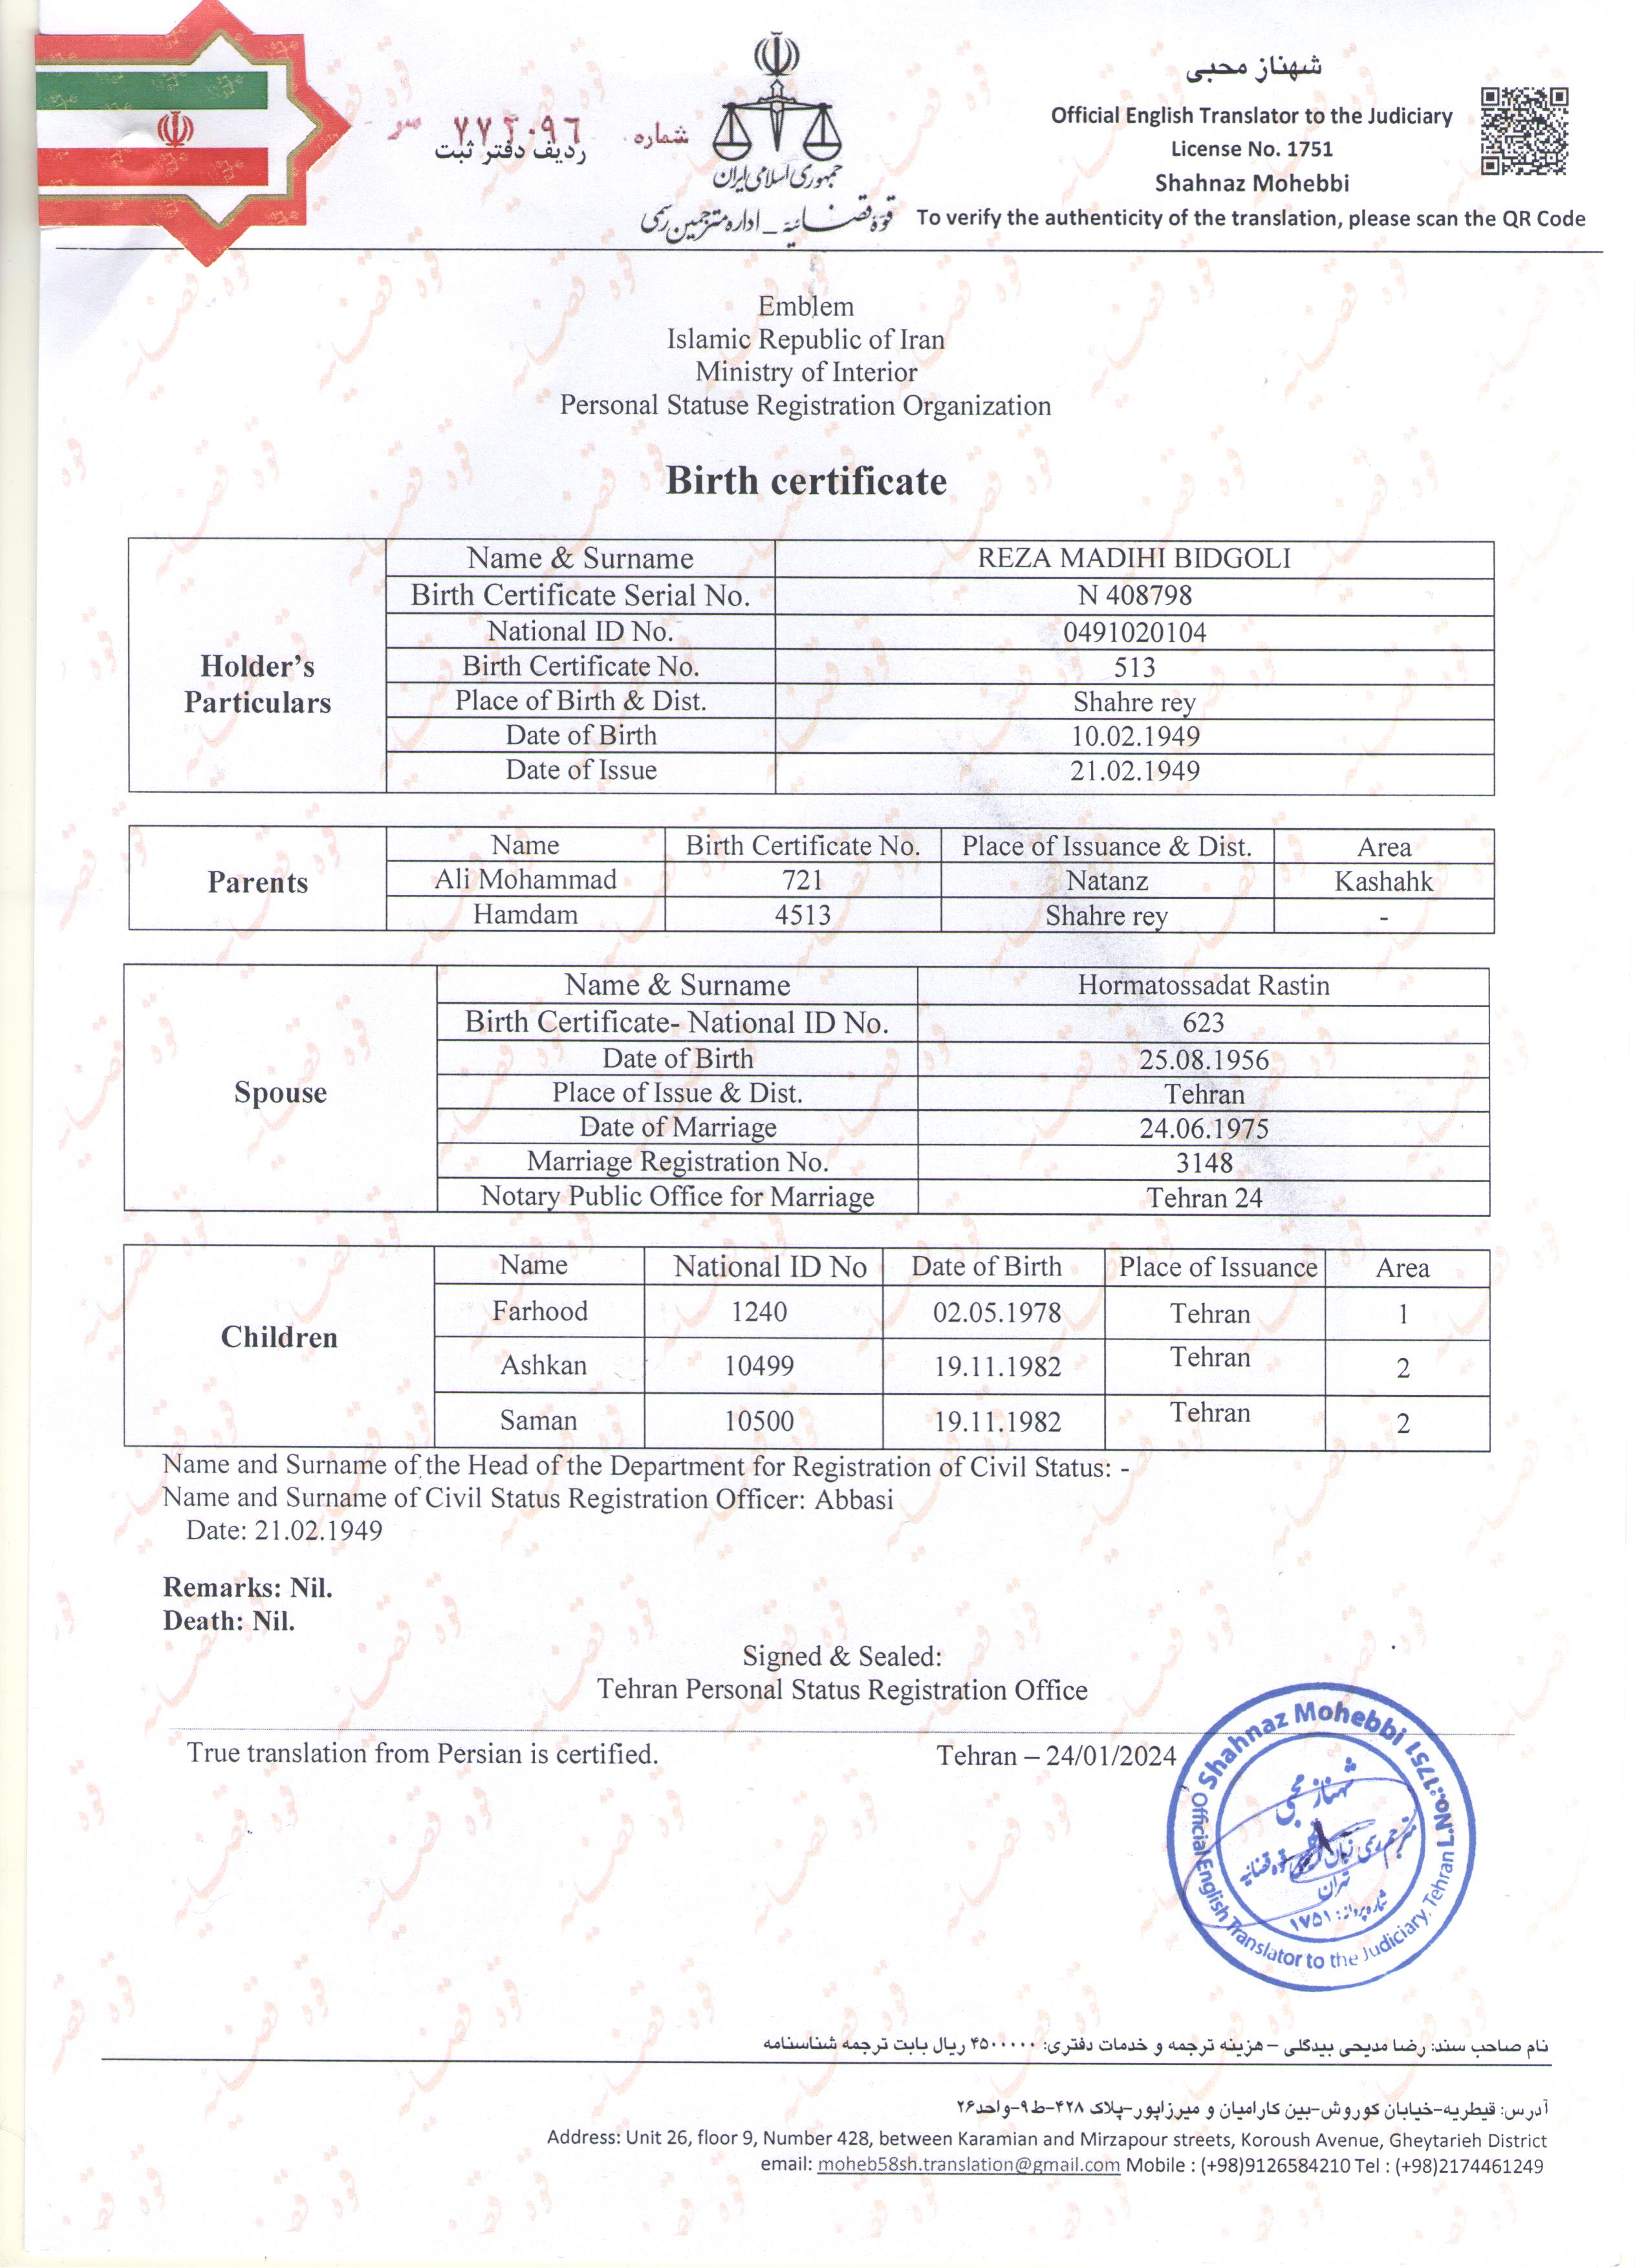 شهناز محبی
Official English Translator to the Judiciary
License No. 1751
Shahnaz Mohebbi
To verify the authenticity of the translation, please scan the QR Code
شماره ۷۷۲۰۹۶
ردیف دفتر ثبت
جمهوری اسلامی ایران
قوه قضائیه - اداره مترجمین رسمی
Emblem
Islamic Republic of Iran
Ministry of Interior
Personal Statuse Registration Organization
Birth certificate
Holder's Particulars
Name & Surname REZA MADIHI BIDGOLI
Birth Certificate Serial No. N 408798
National ID No. 0491020104
Birth Certificate No. 513
Place of Birth & Dist. Shahre rey
Date of Birth 10.02.1949
Date of Issue 21.02.1949
Parents
Name Birth Certificate No. Place of Issuance & Dist. Area
Ali Mohammad 721 Natanz Kashahk
Hamdam 4513 Shahre rey -
Spouse
Name & Surname Hormatossadat Rastin
Birth Certificate- National ID No. 623
Date of Birth 25.08.1956
Place of Issue & Dist. Tehran
Date of Marriage 24.06.1975
Marriage Registration No. 3148
Notary Public Office for Marriage Tehran 24
Children
Name National ID No Date of Birth Place of Issuance Area
Farhood 1240 02.05.1978 Tehran 1
Ashkan 10499 19.11.1982 Tehran 2
Saman 10500 19.11.1982 Tehran 2
Name and Surname of the Head of the Department for Registration of Civil Status: -
Name and Surname of Civil Status Registration Officer: Abbasi
Date: 21.02.1949
Remarks: Nil.
Death: Nil.
Signed & Sealed:
Tehran Personal Status Registration Office
True translation from Persian is certified. Tehran – 24/01/2024
Shahnaz Mohebbi L.No.:1751
Official English Translator to the Judiciary, Tehran
شهناز محبی
مترجم رسمی زبان انگلیسی قوه قضائیه
تهران
شماره پروانه: ۱۷۵۱
نام صاحب سند: رضا مدیحی بیدگلی – هزینه ترجمه و خدمات دفتری: ۴۵۰۰۰۰۰ ریال بابت ترجمه شناسنامه
آدرس: قیطریه-خیابان کوروش-بین کارامیان و میرزاپور-پلاک ۴۲۸-ط۹-واحد۲۶
Address: Unit 26, floor 9, Number 428, between Karamian and Mirzapour streets, Koroush Avenue, Gheytarieh District
email: moheb58sh.translation@gmail.com Mobile : (+98)9126584210 Tel : (+98)2174461249